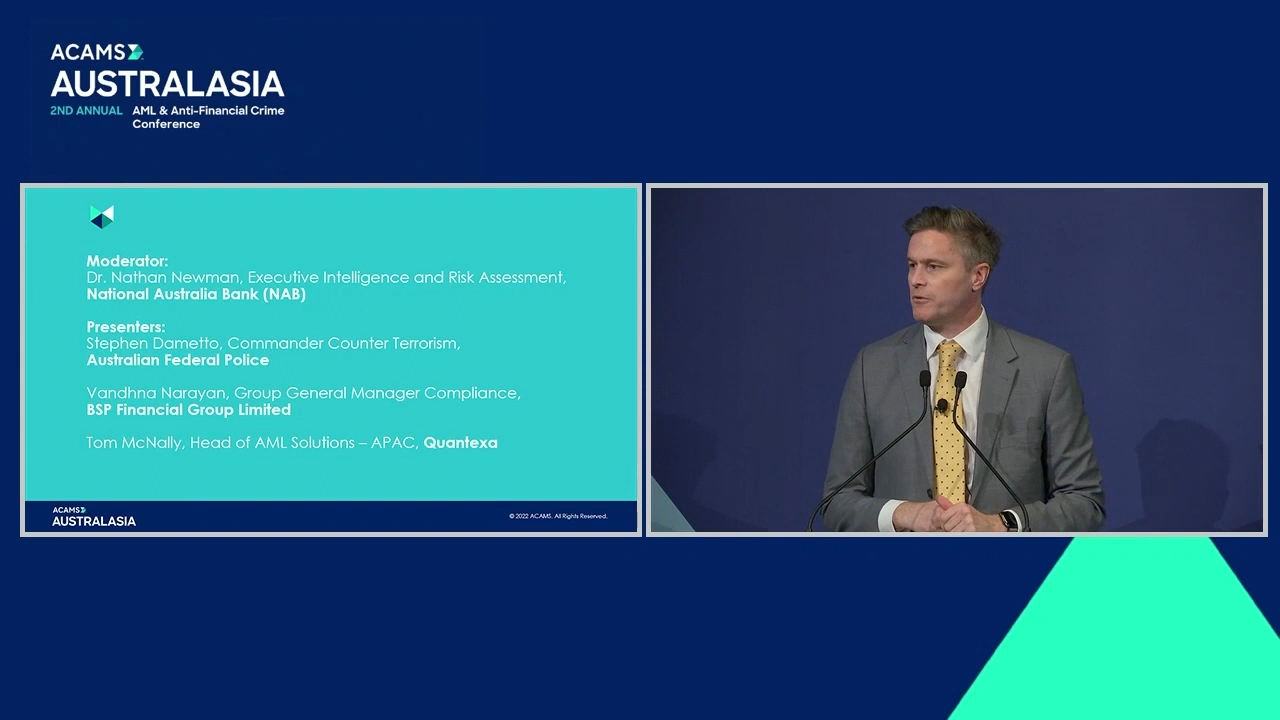 ACAMS
AUSTRALASIA
2ND ANNUAL AML & Anti-Financial Crime
Conference
Moderator:
Dr. Nathan Newman, Executive Intelligence and Risk Assessment,
National Australia Bank (NAB)
Presenters:
Stephen Dametto, Commander Counter Terrorism,
Australian Federal Police
Vandhna Narayan, Group General Manager Compliance,
BSP Financial Group Limited
Tom McNally, Head of AML Solutions – APAC, Quantexa
ACAMS
AUSTRALASIA
© 2022 ACAMS. All Rights Reserved.